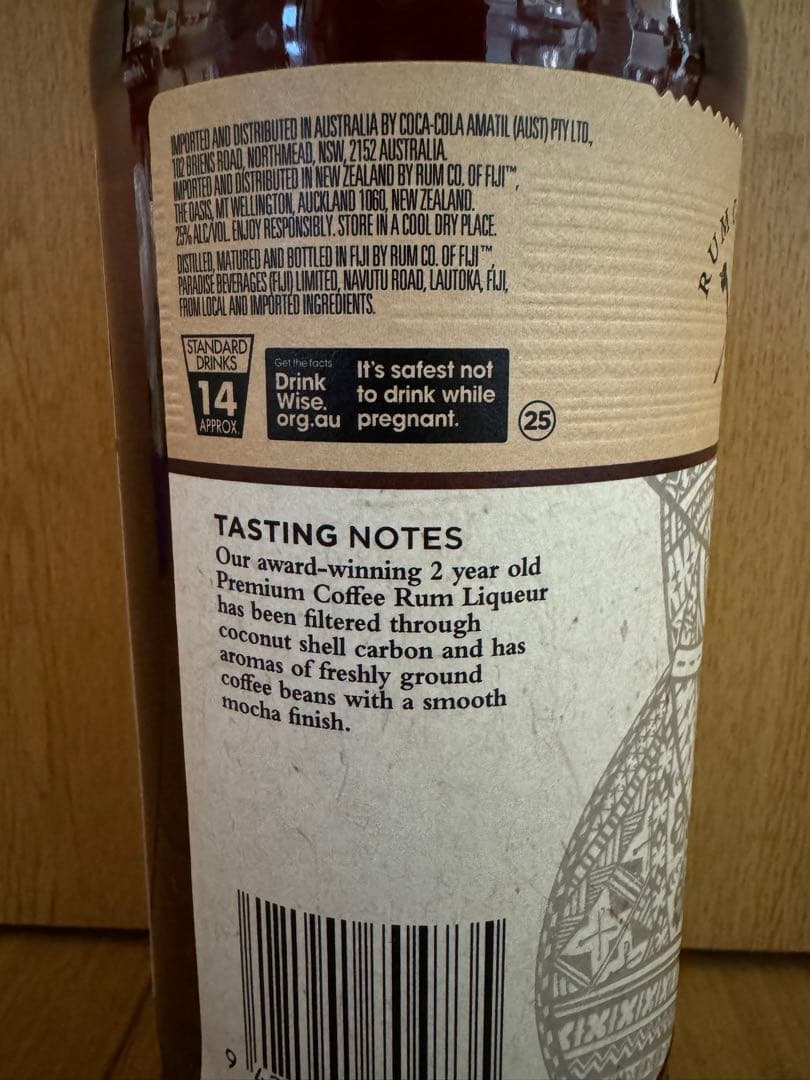 IMPORTED AND DISTRIBUTED IN AUSTRALIA BY COCA-COLA AMATIL (AUST) PTY LTD.,
102 BRIENS ROAD, NORTHMEAD, NSW, 2152 AUSTRALIA.
IMPORTED AND DISTRIBUTED IN NEW ZEALAND BY RUM CO. OF FIJI™,
THE OASIS, MT WELLINGTON, AUCKLAND 1060, NEW ZEALAND.
25% ALC/VOL. ENJOY RESPONSIBLY. STORE IN A COOL DRY PLACE.
DISTILLED, MATURED AND BOTTLED IN FIJI BY RUM CO. OF FIJI™,
PARADISE BEVERAGES (FIJI) LIMITED, NAVUTU ROAD, LAUTOKA, FIJI,
FROM LOCAL AND IMPORTED INGREDIENTS.
RUM
STANDARD
DRINKS
14
APPROX.
Get the facts
Drink
Wise.
org.au
It's safest not
to drink while
pregnant.
25
TASTING NOTES
Our award-winning 2 year old
Premium Coffee Rum Liqueur
has been filtered through
coconut shell carbon and has
aromas of freshly ground
coffee beans with a smooth
mocha finish.
9